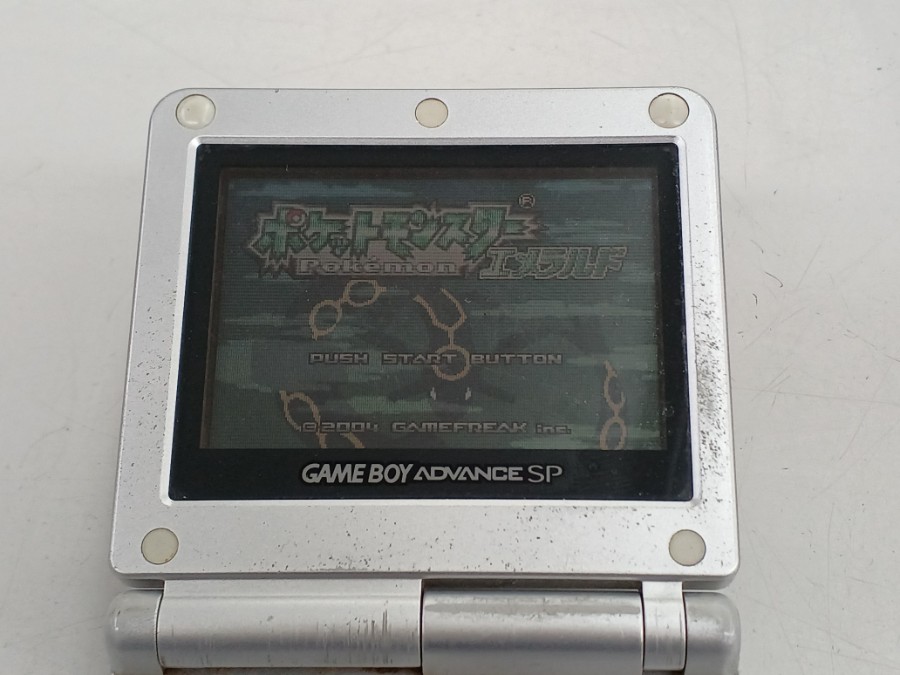 ポケットモンスター®
Pokémon エメラルド
PUSH START BUTTON
©2004 GAMEFREAK inc.
GAME BOY ADVANCE SP